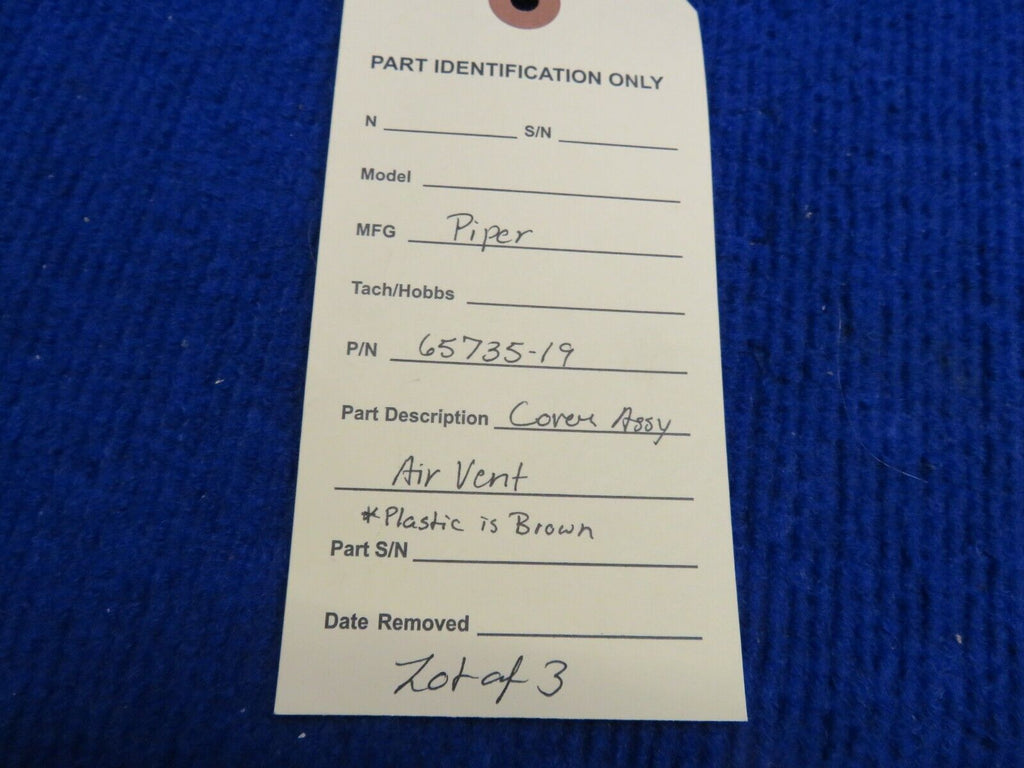 PART IDENTIFICATION ONLY
N S/N
Model
MFG Piper
Tach/Hobbs
P/N 65735-19
Part Description Cover Assy
Air Vent
*Plastic is Brown
Part S/N
Date Removed
Lot of 3